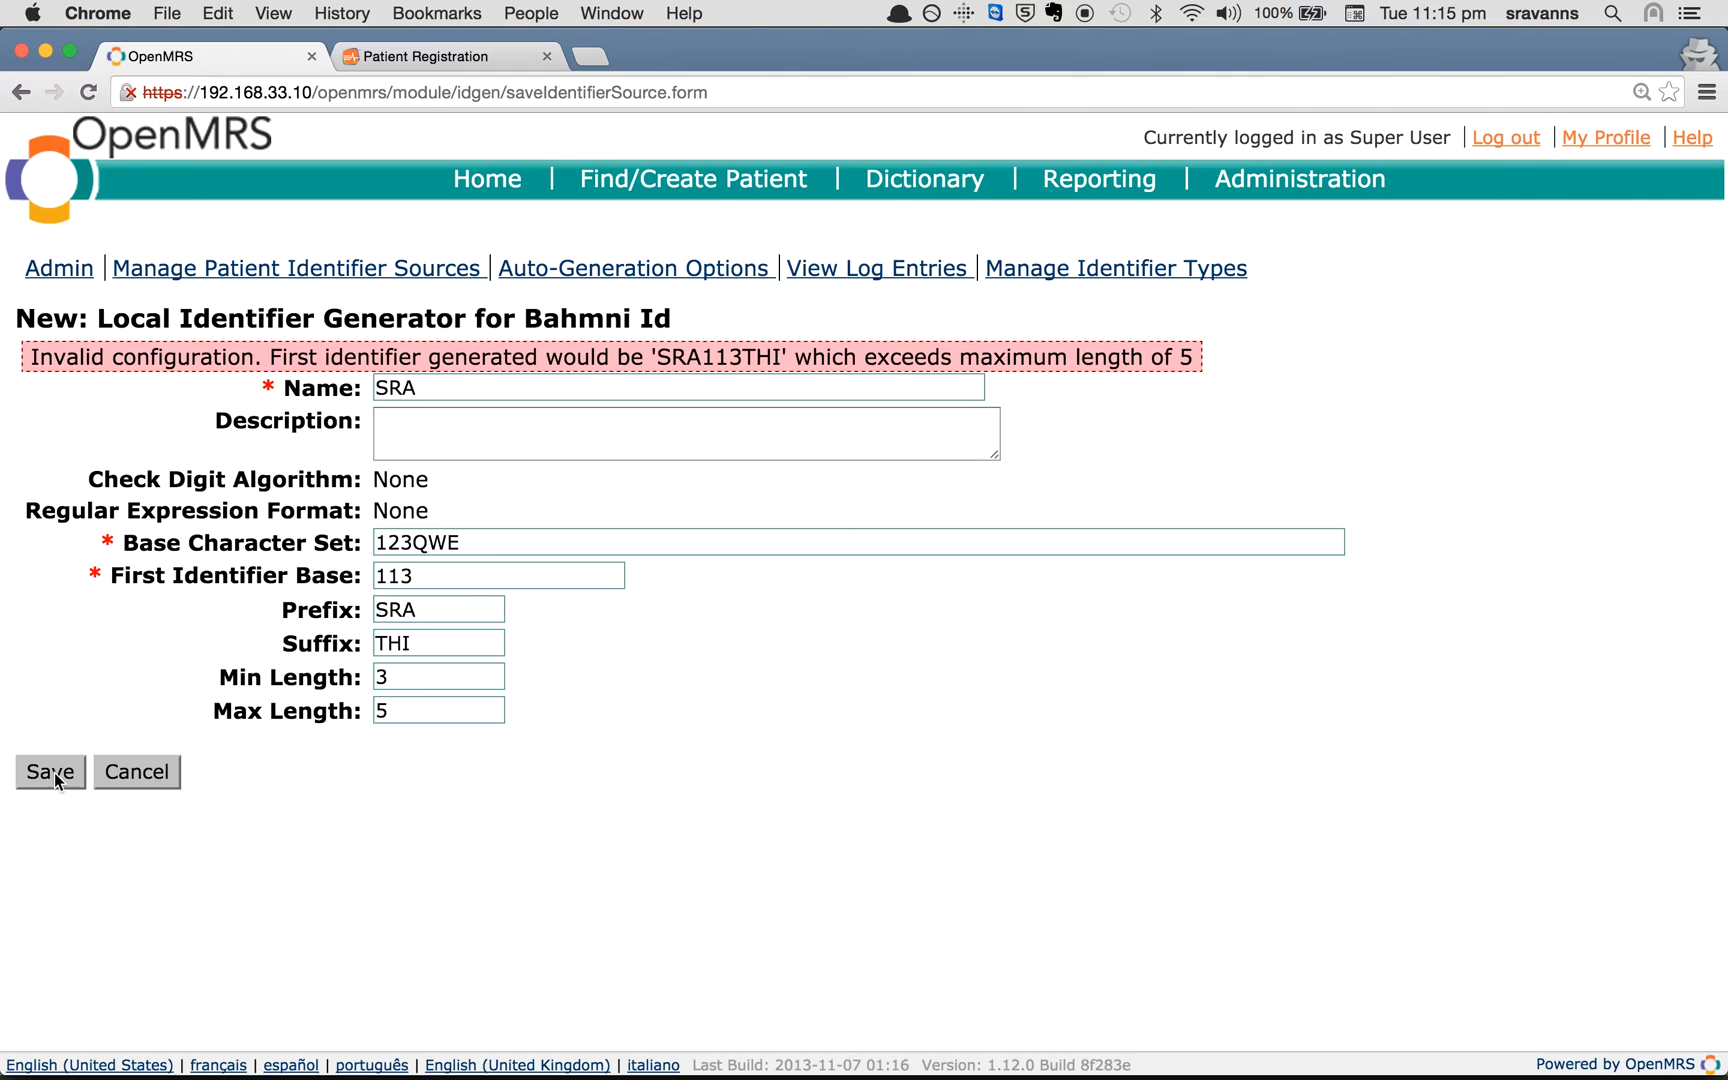 Chrome File Edit View History Bookmarks People Window Help 100% Tue 11:15 pm sravanns
OpenMRS Patient Registration
https://192.168.33.10/openmrs/module/idgen/saveIdentifierSource.form
OpenMRS
Currently logged in as Super User | Log out | My Profile | Help
Home | Find/Create Patient | Dictionary | Reporting | Administration
Admin | Manage Patient Identifier Sources | Auto-Generation Options | View Log Entries | Manage Identifier Types
New: Local Identifier Generator for Bahmni Id
Invalid configuration. First identifier generated would be 'SRA113THI' which exceeds maximum length of 5
* Name: SRA
Description:
Check Digit Algorithm: None
Regular Expression Format: None
* Base Character Set: 123QWE
* First Identifier Base: 113
Prefix: SRA
Suffix: THI
Min Length: 3
Max Length: 5
Save Cancel
English (United States) | français | español | português | English (United Kingdom) | italiano Last Build: 2013-11-07 01:16 Version: 1.12.0 Build 8f283e Powered by OpenMRS